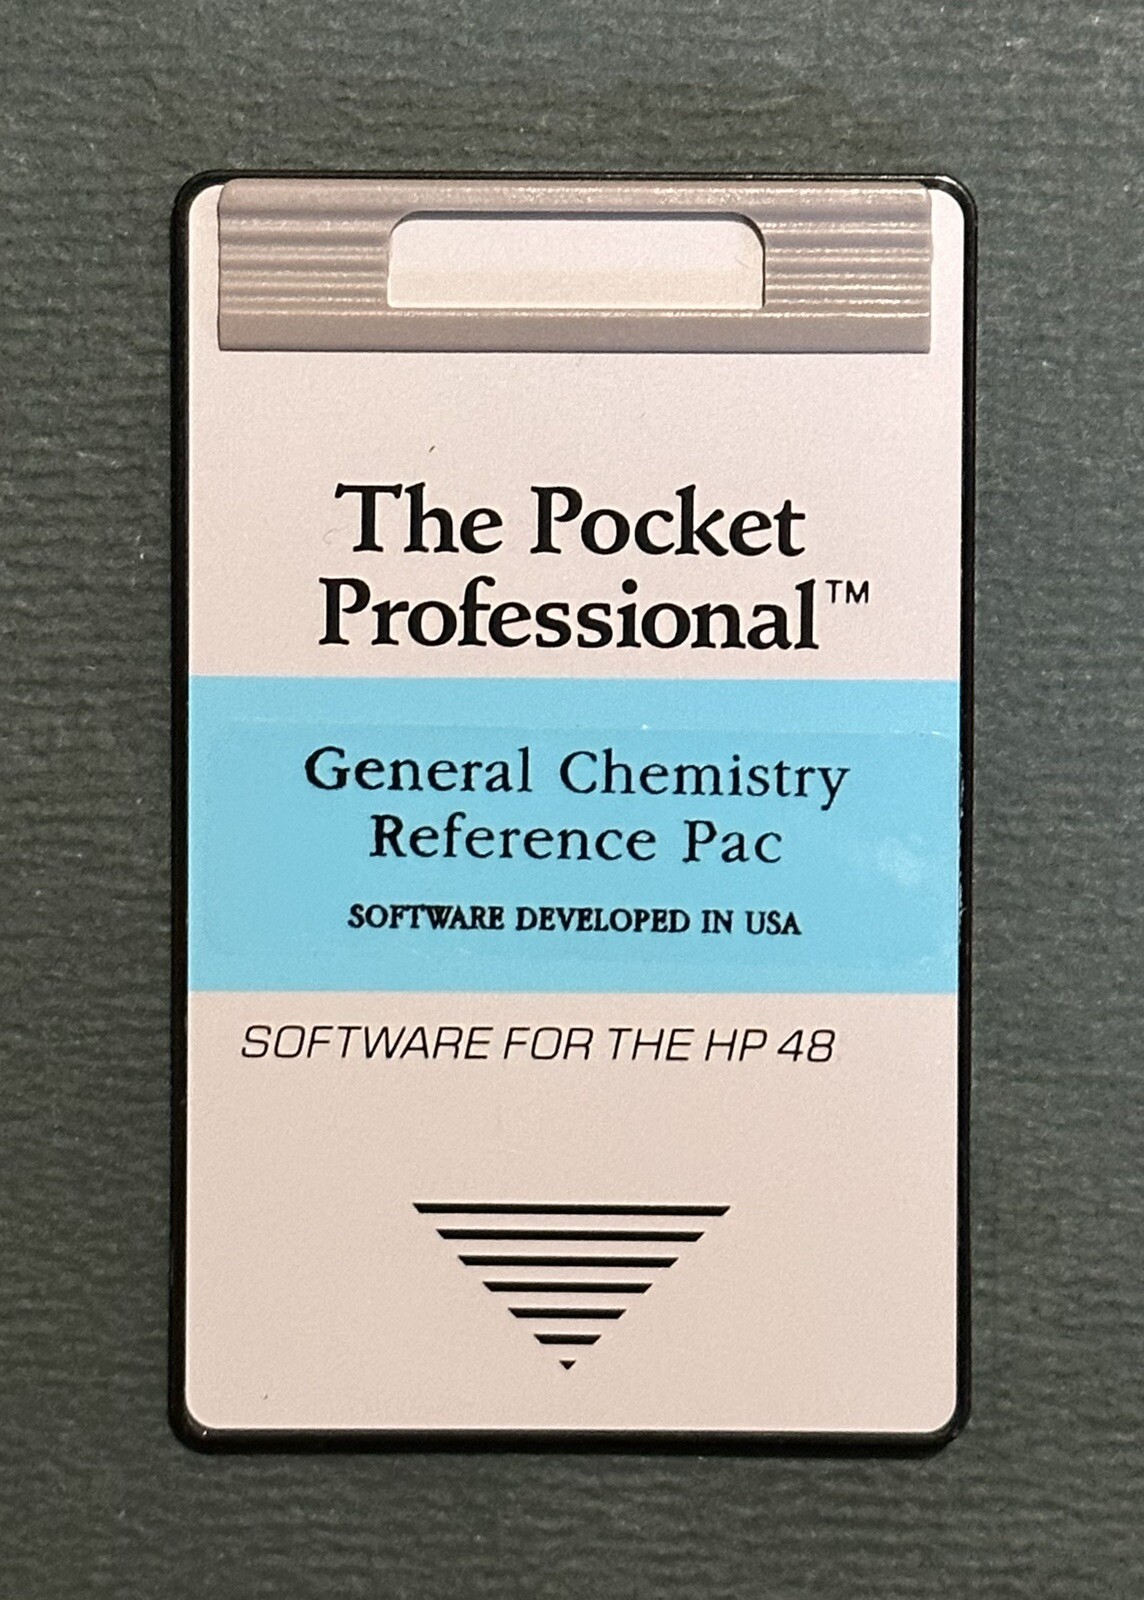 The Pocket
Professional™
General Chemistry
Reference Pac
SOFTWARE DEVELOPED IN USA
SOFTWARE FOR THE HP 48